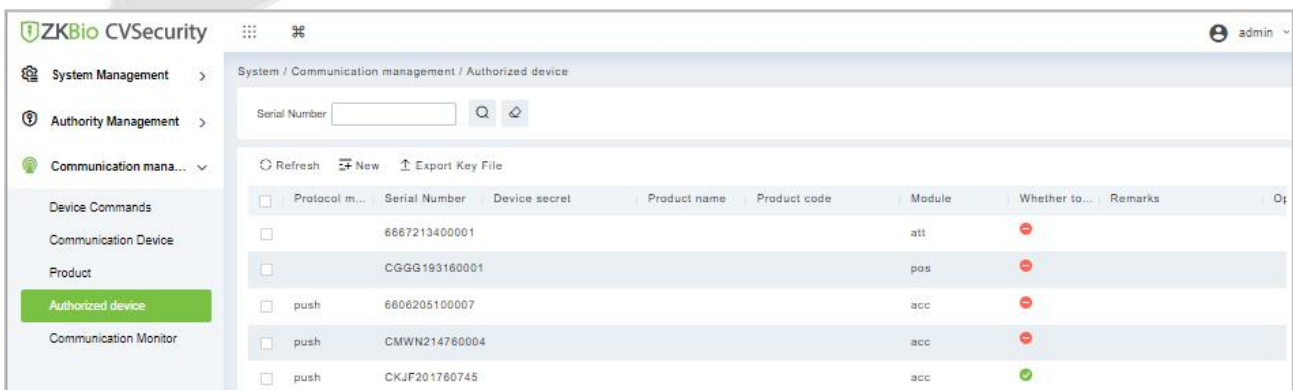 ZKBio CVSecurity
admin
System Management
Authority Management
Communication mana...
Device Commands
Communication Device
Product
Authorized device
Communication Monitor
System / Communication management / Authorized device
Serial Number
Refresh New Export Key File
Protocol m... Serial Number Device secret Product name Product code Module Whether to... Remarks Op
6667213400001 att
CGGG193160001 pos
push 6606205100007 acc
push CMWN214760004 acc
push CKJF201760745 acc